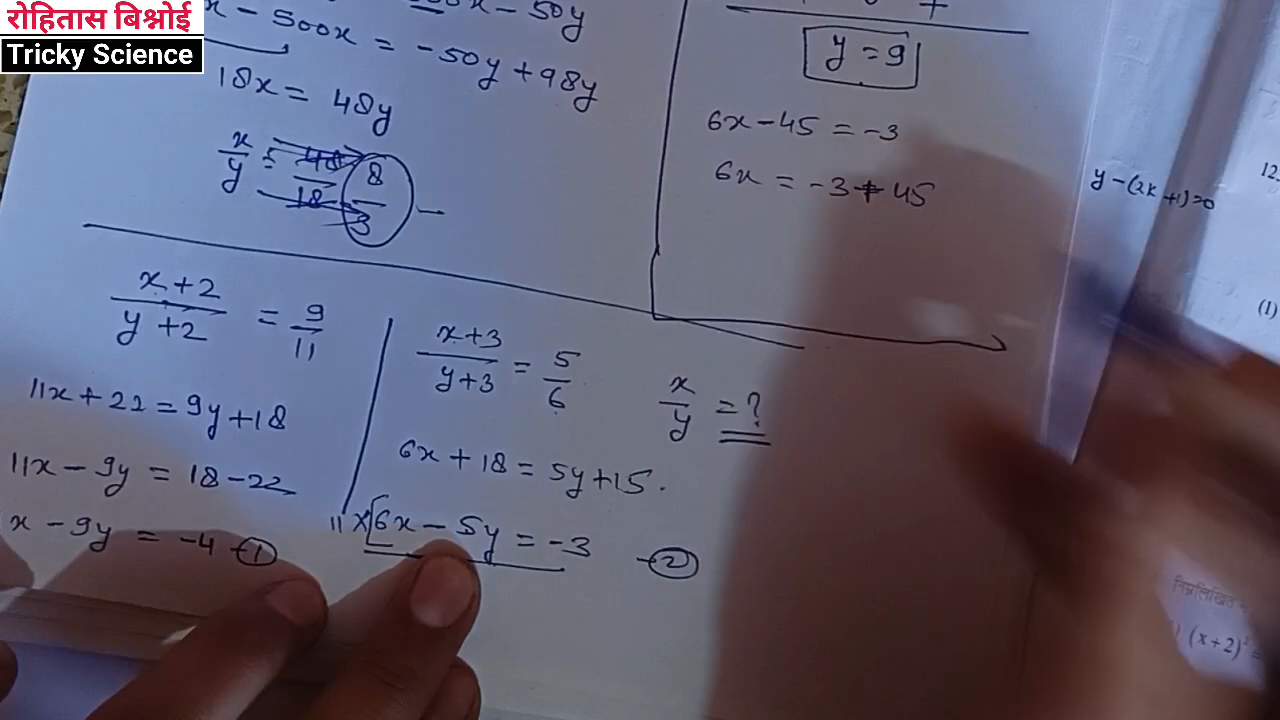 रोहितास बिश्नोई
Tricky Science
x - 500x = -50y + 98y
18x = 48y
x/y = 48/18 8/3
y = 9
6x - 45 = -3
6x = -3 + 45
y - (2k + 1) = 0
(x+2)/(y+2) = 9/11
11x + 22 = 9y + 18
11x - 9y = 18 - 22
x - 9y = -4 - ①
(x+3)/(y+3) = 5/6
6x + 18 = 5y + 15.
11 × [6x - 5y = -3 - ②
x/y = ?
(1)
निम्नलिखित
(x+2)